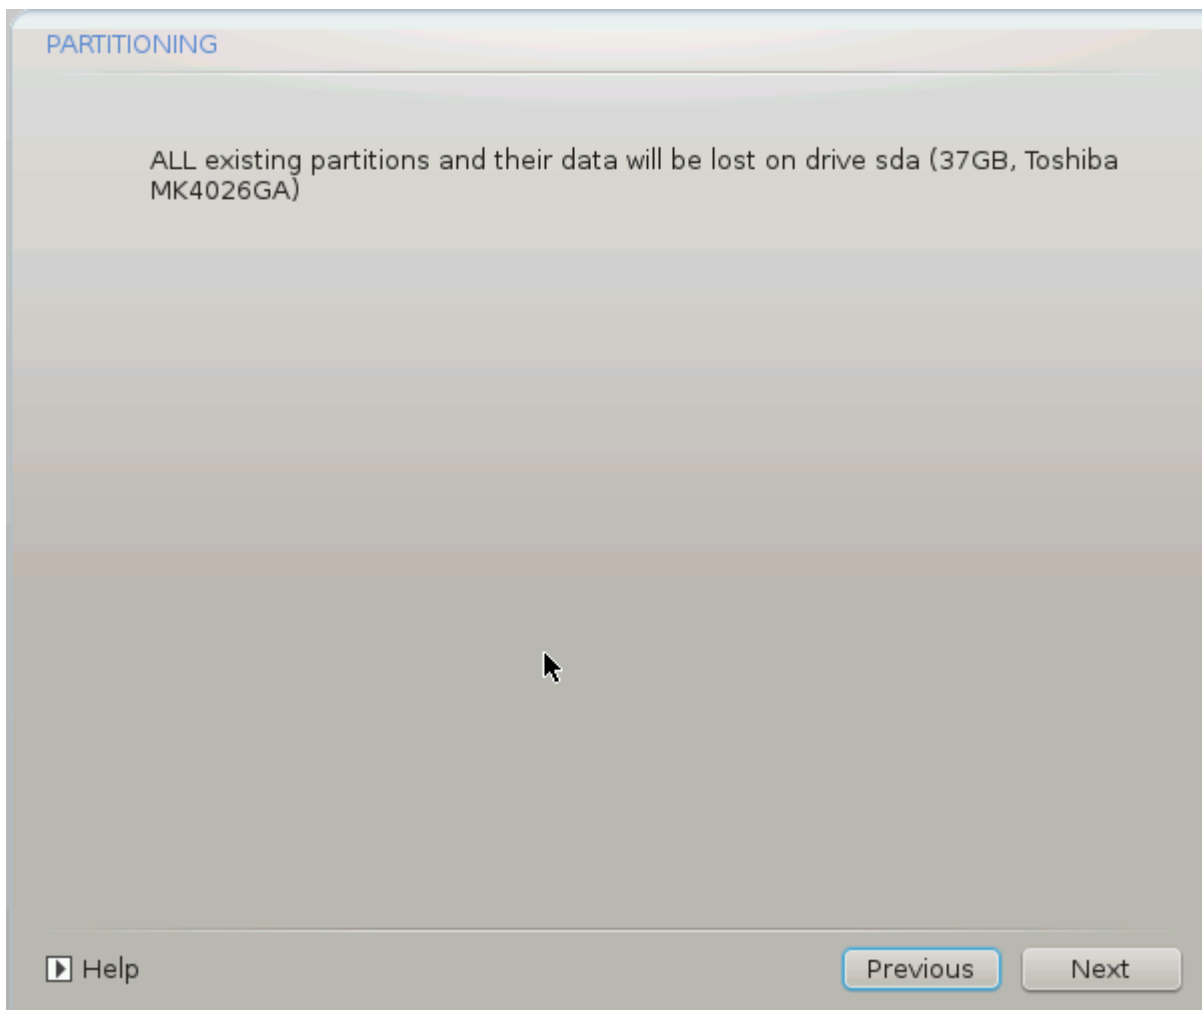 PARTITIONING
ALL existing partitions and their data will be lost on drive sda (37GB, Toshiba
MK4026GA)
Help
Previous
Next